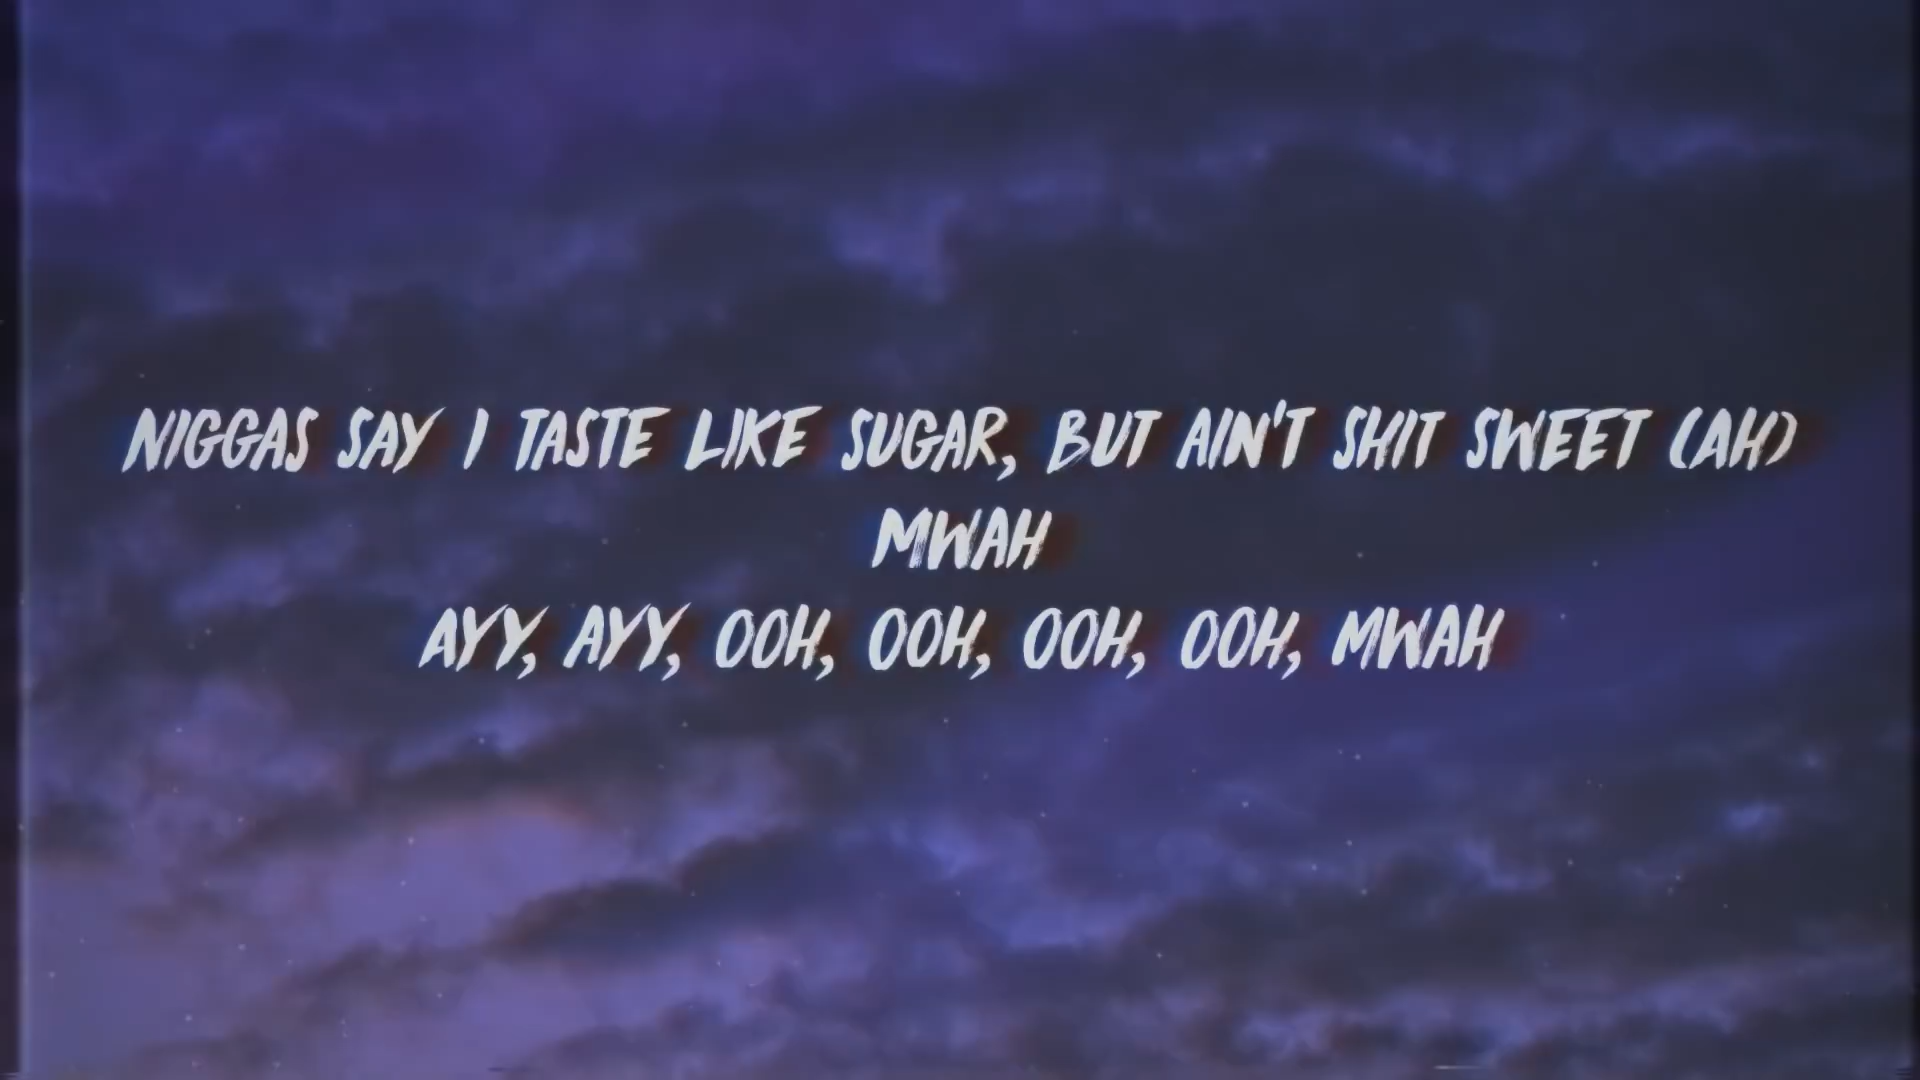 NIGGAS SAY I TASTE LIKE SUGAR, BUT AIN'T SHIT SWEET (AH)
MWAH
AYY, AYY, OOH, OOH, OOH, OOH, MWAH